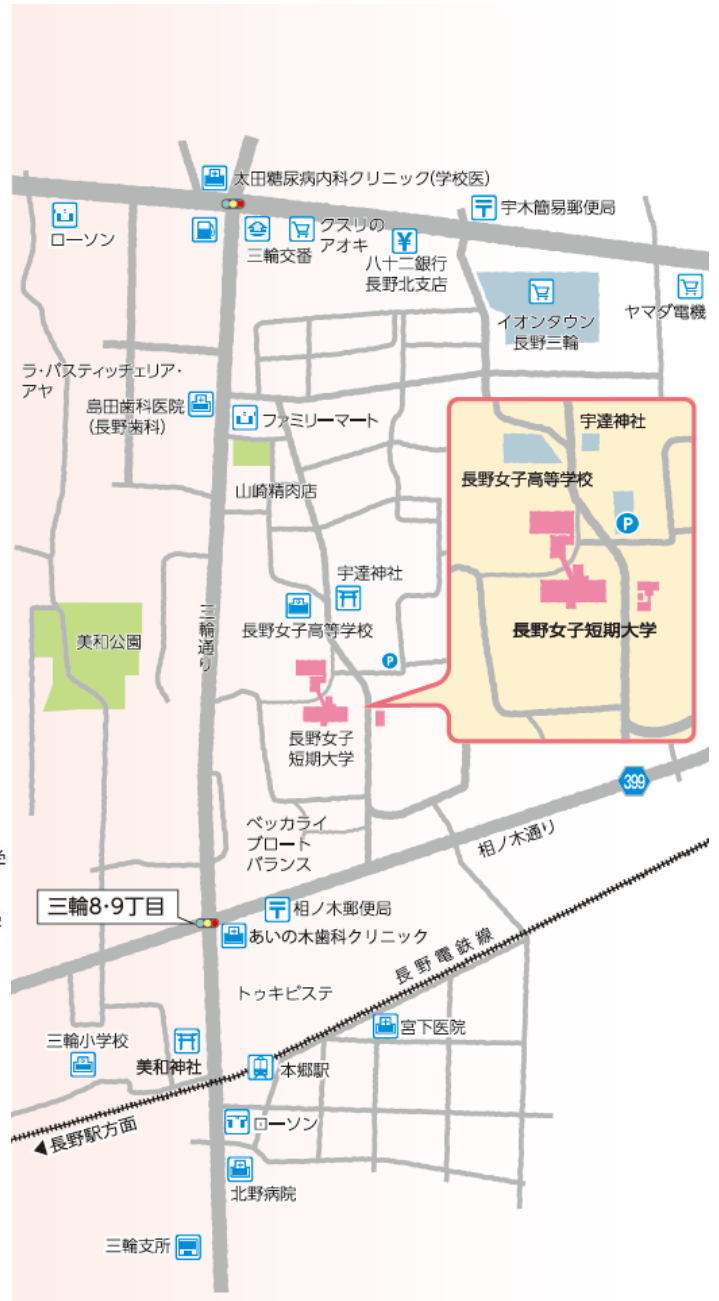 太田糖尿病内科クリニック(学校医)
宇木簡易郵便局
ローソン
三輪交番
クスリの
アオキ
¥
八十二銀行
長野北支店
イオンタウン
長野三輪
ヤマダ電機
ラ・パスティッチェリア・
アヤ
島田歯科医院
(長野歯科)
ファミリーマート
山崎精肉店
宇達神社
長野女子高等学校
P
長野女子短期大学
宇達神社
長野女子高等学校
P
長野女子
短期大学
美和公園
三輪通り
399
相ノ木通り
ベッカライ
ブロート
バランス
学
三輪8・9丁目
相ノ木郵便局
あいの木歯科クリニック
長野電鉄線
トゥキピステ
宮下医院
三輪小学校
美和神社
本郷駅
◀長野駅方面
ローソン
北野病院
三輪支所